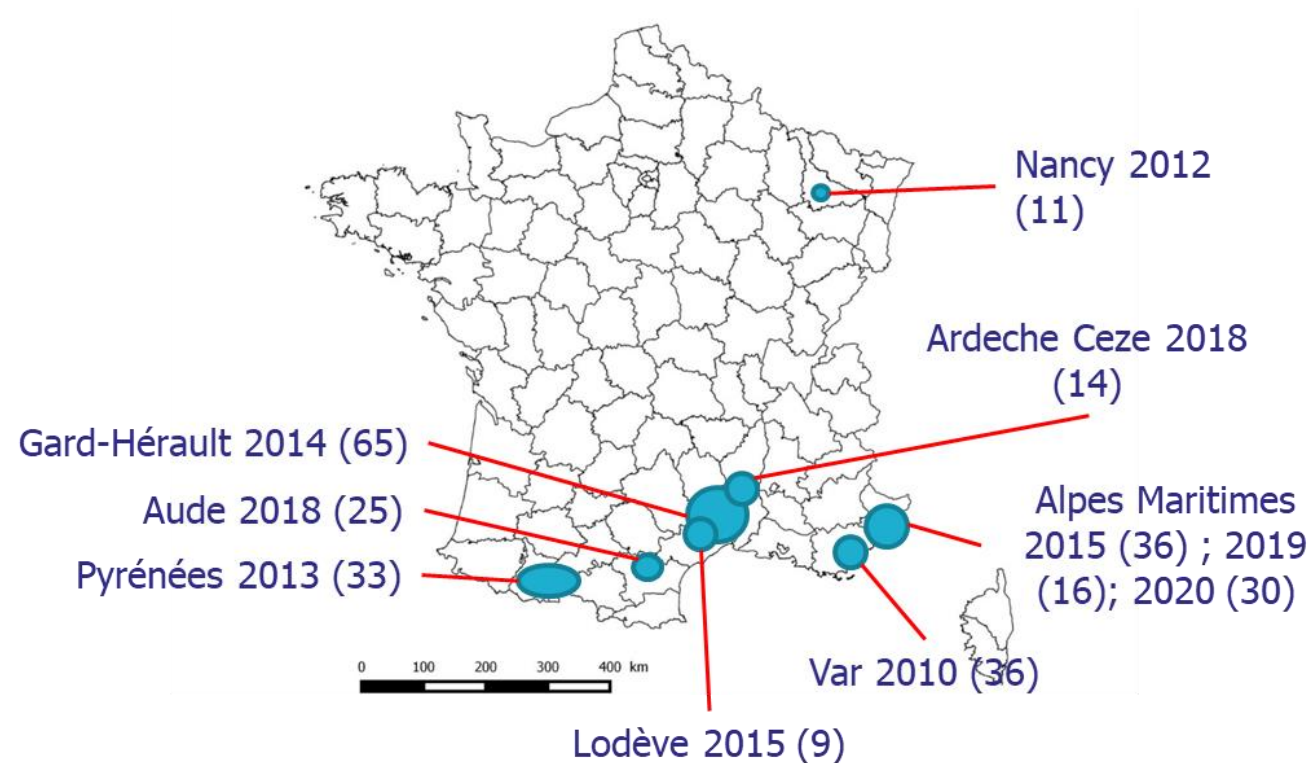 Nancy 2012
(11)
Ardeche Ceze 2018
(14)
Gard-Hérault 2014 (65)
Aude 2018 (25)
Pyrénées 2013 (33)
Alpes Maritimes
2015 (36) ; 2019
(16); 2020 (30)
0 100 200 300 400 km
Var 2010 (36)
Lodève 2015 (9)